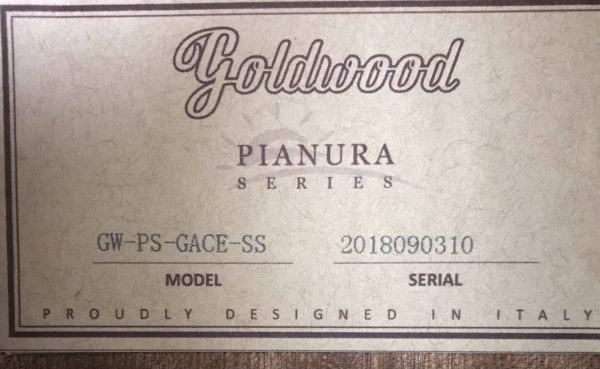 Goldwood
PIANURA
SERIES
GW-PS-GACE-SS 2018090310
MODEL SERIAL
PROUDLY DESIGNED IN ITALY